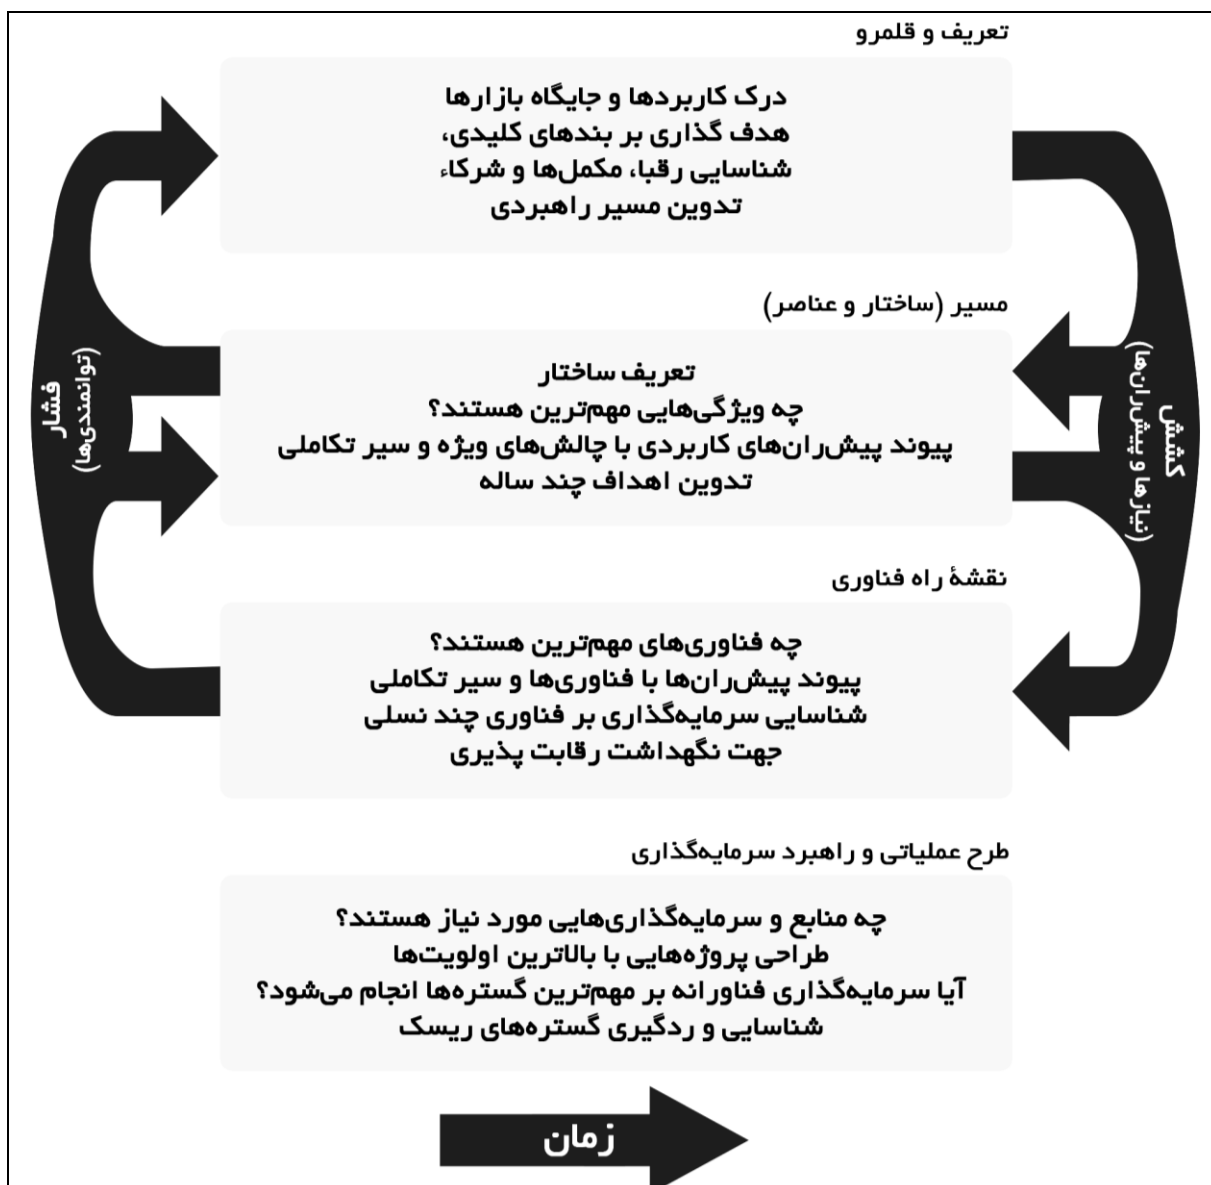 تعریف و قلمرو
درک کاربردها و جایگاه بازارها
هدف گذاری بر بندهای کلیدی،
شناسایی رقبا، مکمل‌ها و شرکاء
تدوین مسیر راهبردی
مسیر (ساختار و عناصر)
تعریف ساختار
چه ویژگی‌هایی مهم‌ترین هستند؟
پیوند پیش‌ران‌های کاربردی با چالش‌های ویژه و سیر تکاملی
تدوین اهداف چند ساله
کشش
(نیازها و پیش‌ران‌ها)
فشار
(توانمندی‌ها)
نقشهٔ راه فناوری
چه فناوری‌های مهم‌ترین هستند؟
پیوند پیش‌ران‌ها با فناوری‌ها و سیر تکاملی
شناسایی سرمایه‌گذاری بر فناوری چند نسلی
جهت نگهداشت رقابت پذیری
طرح عملیاتی و راهبرد سرمایه‌گذاری
چه منابع و سرمایه‌گذاری‌هایی مورد نیاز هستند؟
طراحی پروژه‌هایی با بالاترین اولویت‌ها
آیا سرمایه‌گذاری فناورانه بر مهم‌ترین گستره‌ها انجام می‌شود؟
شناسایی و ردگیری گستره‌های ریسک
زمان